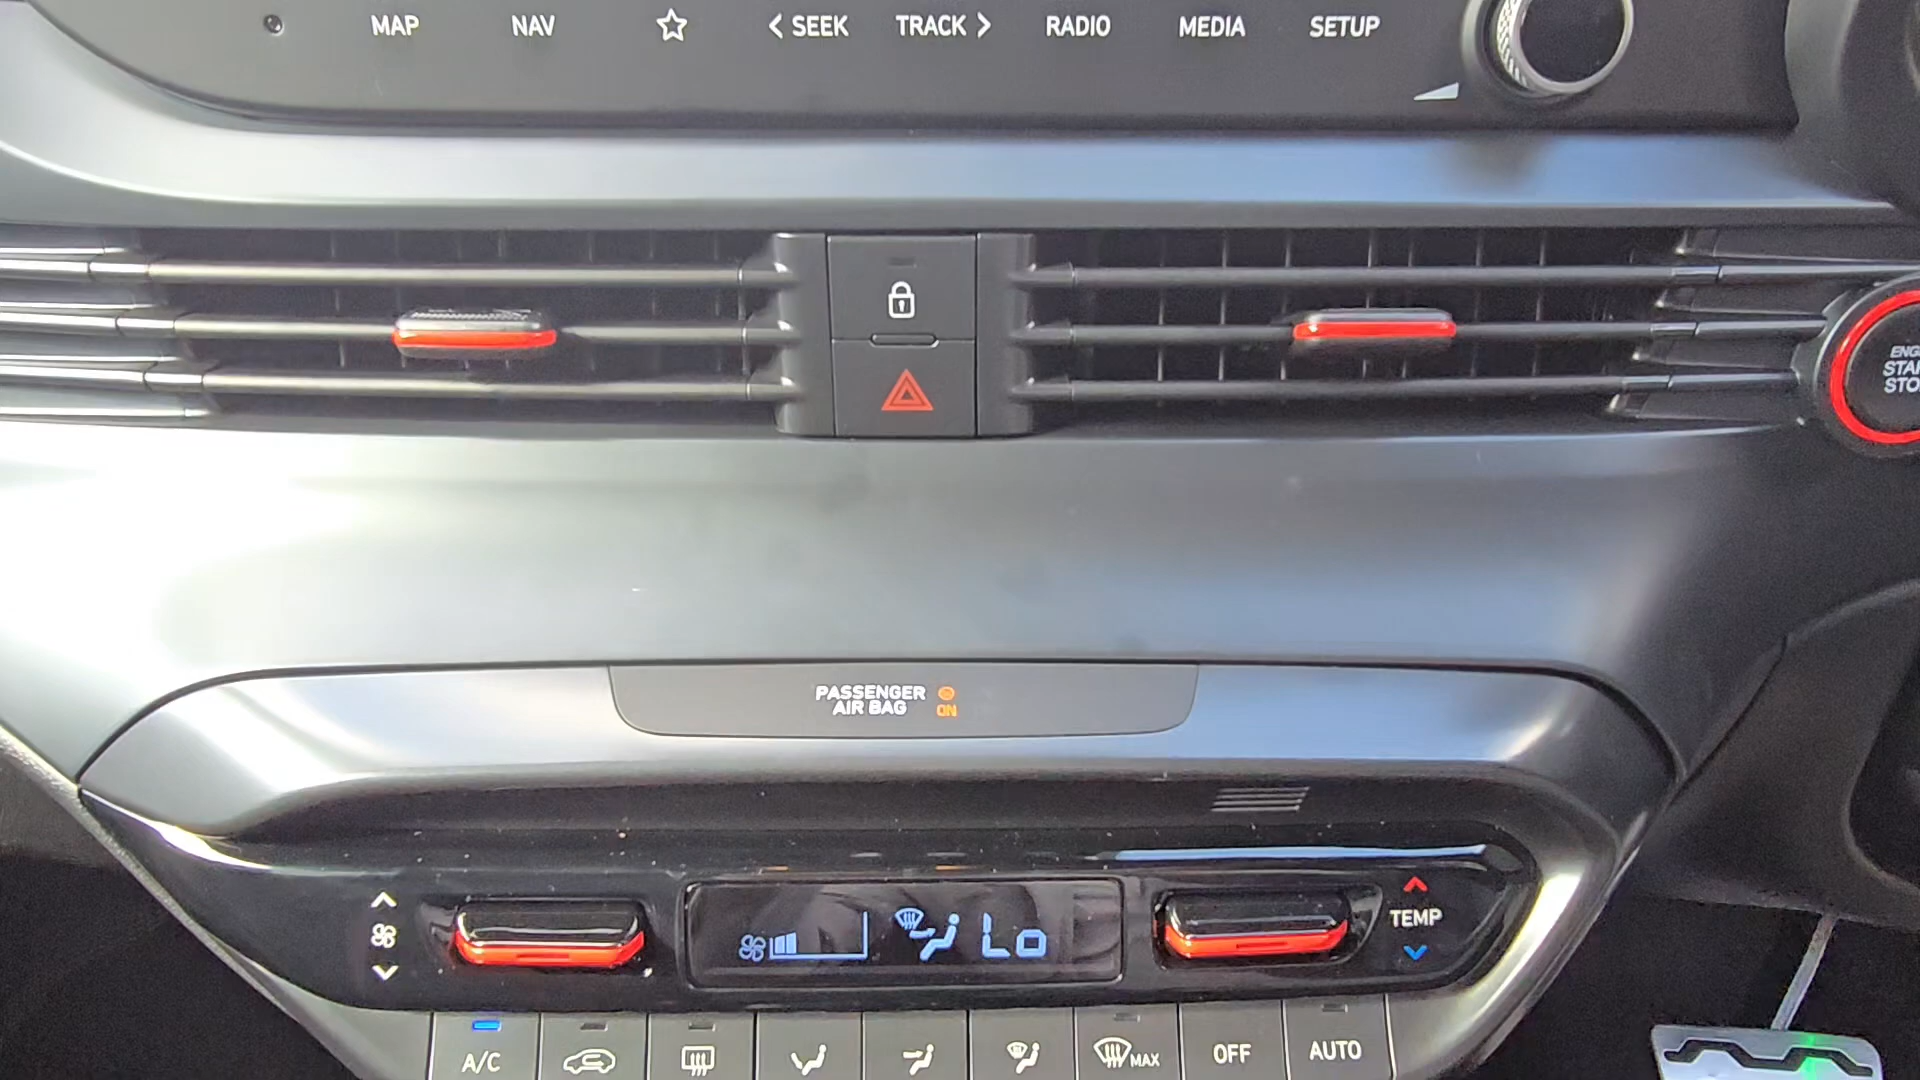 MAP NAV < SEEK TRACK > RADIO MEDIA SETUP
PASSENGER
AIR BAG ON
Lo
TEMP
A/C MAX OFF AUTO